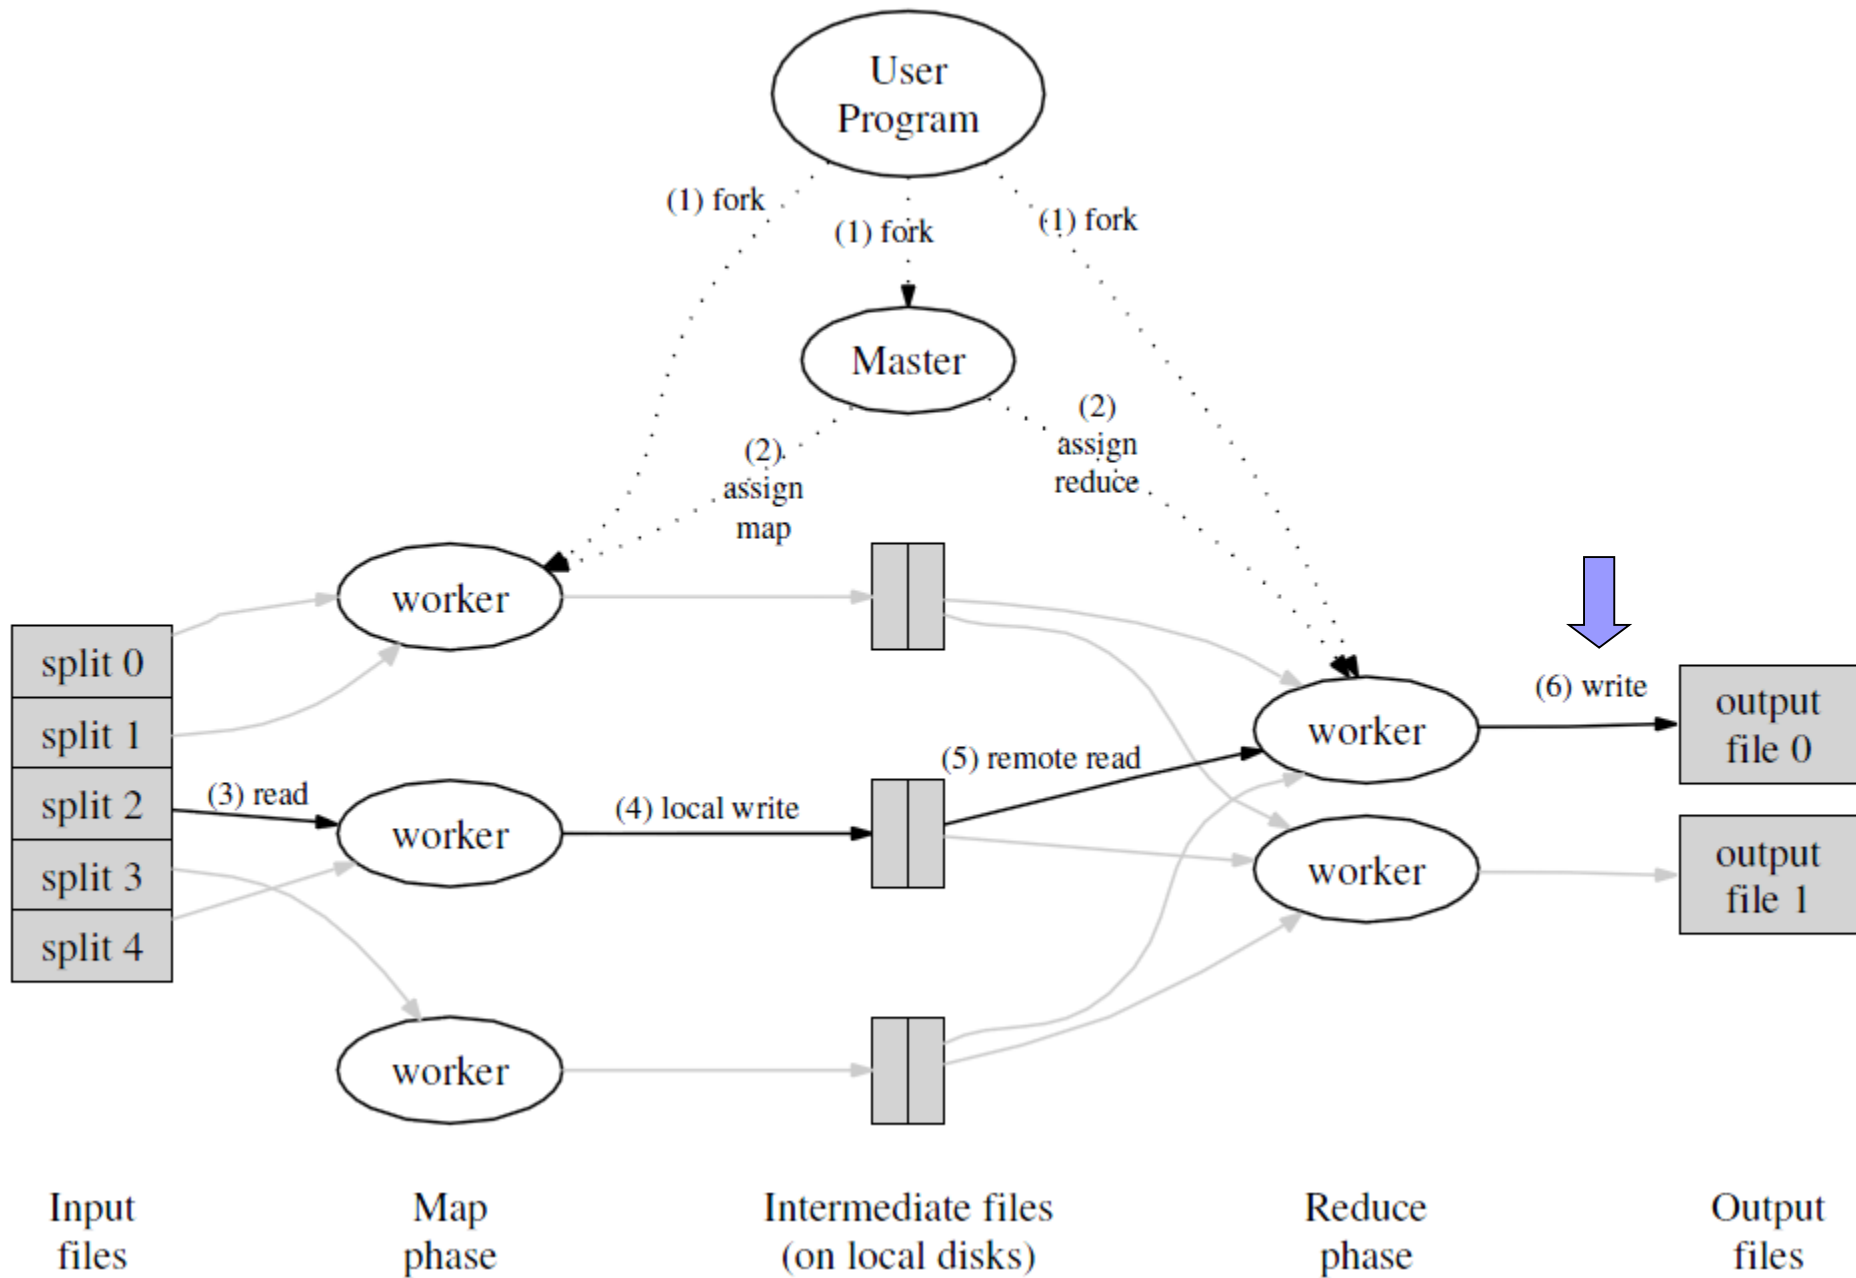 User
Program
(1) fork
(1) fork
(1) fork
Master
(2)
assign
map
(2)
assign
reduce
split 0
split 1
split 2
split 3
split 4
(3) read
worker
worker
worker
(4) local write
(5) remote read
worker
worker
(6) write
output
file 0
output
file 1
Input
files
Map
phase
Intermediate files
(on local disks)
Reduce
phase
Output
files